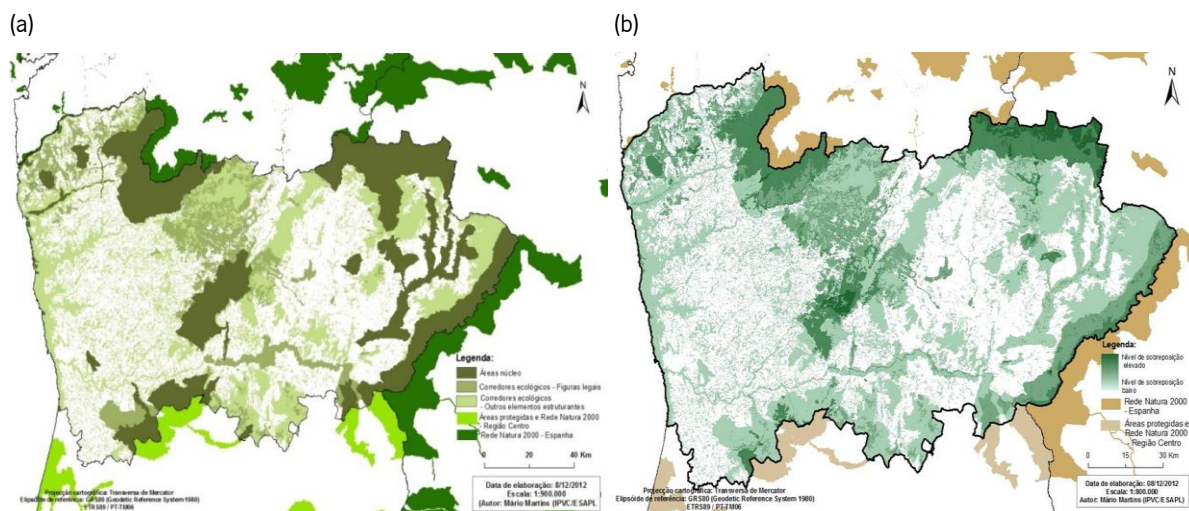 (a)
(b)
N
Legenda:
Áreas núcleo
Corredores ecológicos - Figuras legais
Corredores ecológicos
- Outros elementos estruturantes
Áreas protegidas e Rede Natura 2000
- Região Centro
Rede Natura 2000 - Espanha
0 20 40
Km
Projecção cartográfica: Transversa de Mercator
Elipsóide de referência: GRS80 (Geodetic Reference System 1980)
ETRS89 / PT-TM06
Data de elaboração: 8/12/2012
Escala: 1:900.000
(Autor: Mário Martins (IPVC/ESAPL)
N
Legenda:
Nível de sobreposição
elevado
Nível de sobreposição
baixo
Rede Natura 2000
- Espanha
Áreas protegidas e
Rede Natura 2000
- Região Centro
0 15 30
Km
Projecção cartográfica: Transversa de Mercator
Elipsóide de referência: GRS80 (Geodetic Reference System 1980)
ETRS89 / PT-TM06
Data de elaboração: 08/12/2012
Escala: 1:800.000
Autor: Mário Martins (IPVC/ESAPL)